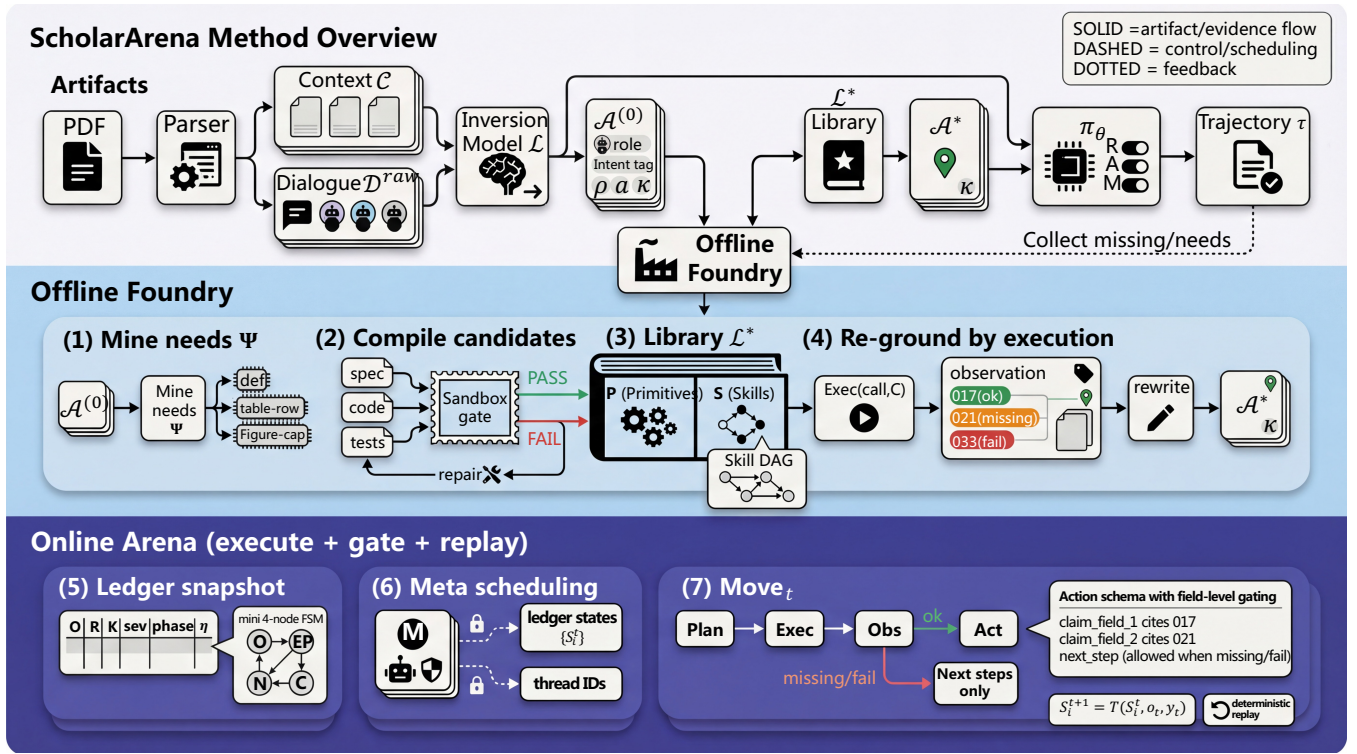 ScholarArena Method Overview
SOLID =artifact/evidence flow
DASHED = control/scheduling
DOTTED = feedback
Artifacts
PDF
Parser
Context 𝒞
Dialogue 𝒟^raw
Inversion
Model ℒ
𝒜^(0)
role
Intent tag
ρ a κ
ℒ*
Library
𝒜*
κ
π_θ
R
A
M
Trajectory τ
Collect missing/needs
Offline
Foundry
Offline Foundry
(1) Mine needs Ψ
𝒜^(0)
Mine
needs
Ψ
def
table-row
Figure-cap
(2) Compile candidates
spec
code
tests
Sandbox
gate
PASS
FAIL
repair
(3) Library ℒ*
P (Primitives)
S (Skills)
Skill DAG
(4) Re-ground by execution
Exec(call,C)
observation
017(ok)
021(missing)
033(fail)
rewrite
𝒜*
κ
Online Arena (execute + gate + replay)
(5) Ledger snapshot
O R K sev phase η
mini 4-node FSM
O EP
N C
(6) Meta scheduling
M
ledger states
{S_i^t}
thread IDs
(7) Move_t
Plan
Exec
Obs
ok
Act
missing/fail
Next steps
only
Action schema with field-level gating
claim_field_1 cites 017
claim_field_2 cites 021
next_step (allowed when missing/fail)
S_i^{t+1} = T(S_i^t, o_t, y_t)
deterministic
replay